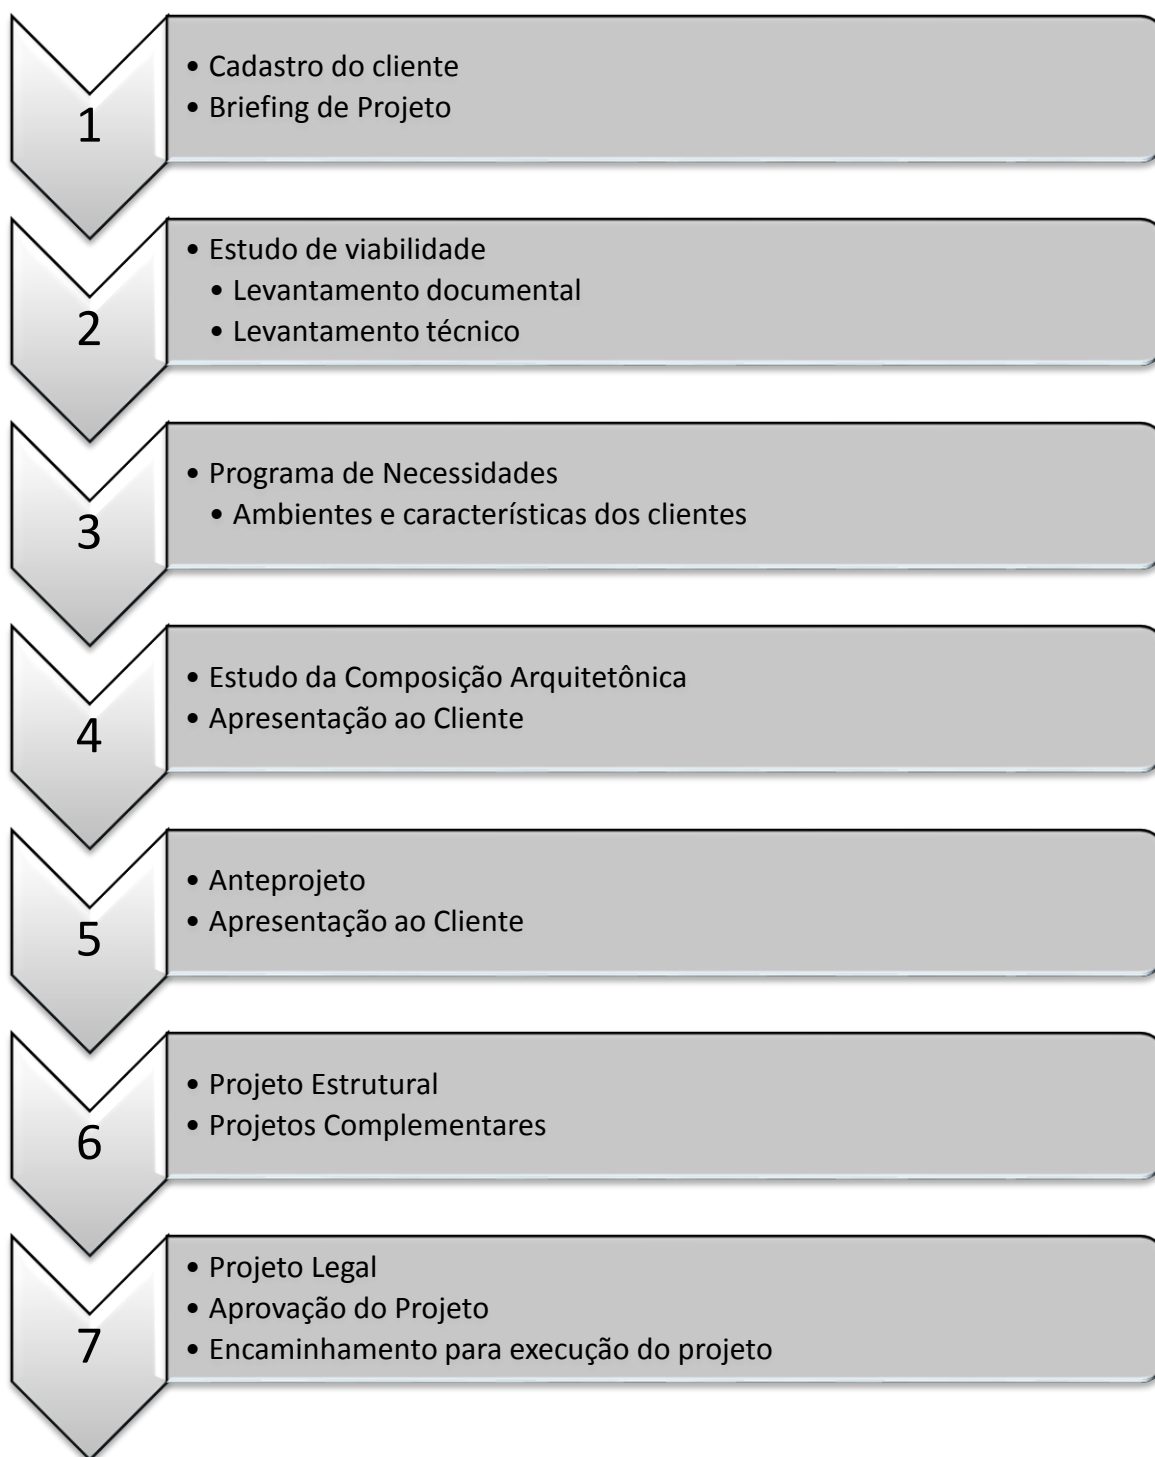 1
• Cadastro do cliente
• Briefing de Projeto
2
• Estudo de viabilidade
• Levantamento documental
• Levantamento técnico
3
• Programa de Necessidades
• Ambientes e características dos clientes
4
• Estudo da Composição Arquitetônica
• Apresentação ao Cliente
5
• Anteprojeto
• Apresentação ao Cliente
6
• Projeto Estrutural
• Projetos Complementares
7
• Projeto Legal
• Aprovação do Projeto
• Encaminhamento para execução do projeto